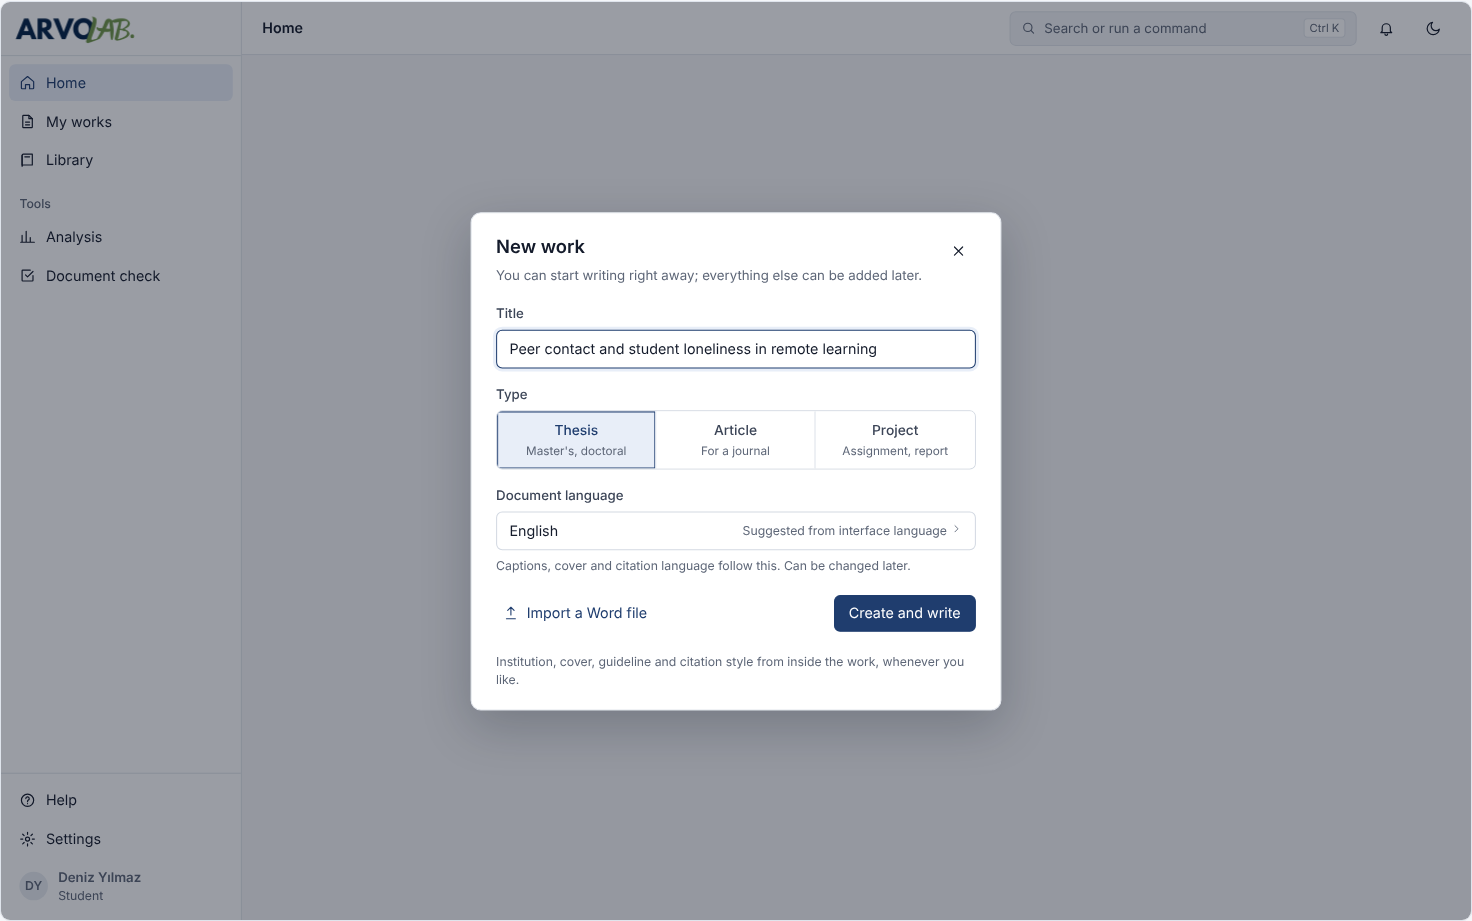 ARVOLAB.
Home
Search or run a command
Ctrl K
Home
My works
Library
Tools
Analysis
Document check
New work
You can start writing right away; everything else can be added later.
Title
Peer contact and student loneliness in remote learning
Type
Thesis
Master's, doctoral
Article
For a journal
Project
Assignment, report
Document language
English
Suggested from interface language
Captions, cover and citation language follow this. Can be changed later.
Import a Word file
Create and write
Institution, cover, guideline and citation style from inside the work, whenever you
like.
Help
Settings
DY
Deniz Yılmaz
Student